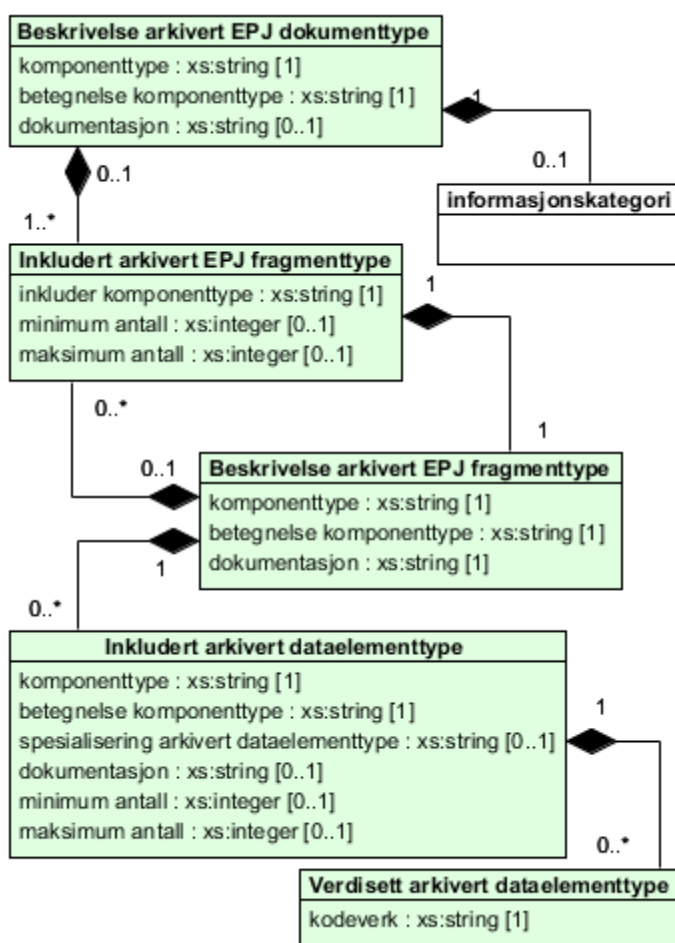 Beskrivelse arkivert EPJ dokumenttype
komponenttype : xs:string [1]
betegnelse komponenttype : xs:string [1]
dokumentasjon : xs:string [0..1]
1
0..1
0..1
informasjonskategori
1..*
Inkludert arkivert EPJ fragmenttype
inkluder komponenttype : xs:string [1]
minimum antall : xs:integer [0..1]
maksimum antall : xs:integer [0..1]
1
0..*
1
0..1
Beskrivelse arkivert EPJ fragmenttype
komponenttype : xs:string [1]
betegnelse komponenttype : xs:string [1]
dokumentasjon : xs:string [1]
1
0..*
Inkludert arkivert dataelementtype
komponenttype : xs:string [1]
betegnelse komponenttype : xs:string [1]
spesialisering arkivert dataelementtype : xs:string [0..1]
dokumentasjon : xs:string [0..1]
minimum antall : xs:integer [0..1]
maksimum antall : xs:integer [0..1]
1
0..*
Verdisett arkivert dataelementtype
kodeverk : xs:string [1]